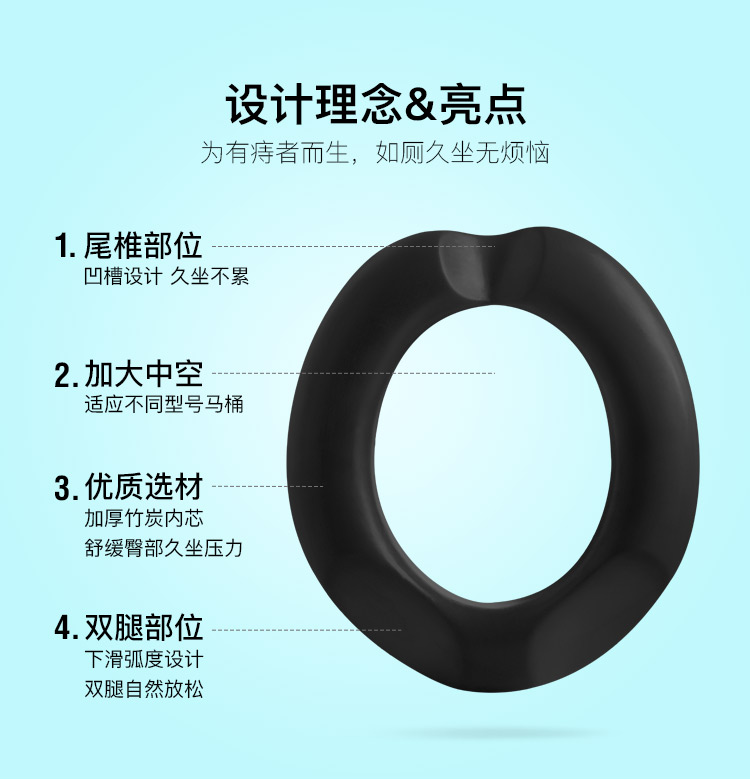 设计理念&亮点
为有痔者而生，如厕久坐无烦恼
1. 尾椎部位
凹槽设计 久坐不累
2. 加大中空
适应不同型号马桶
3. 优质选材
加厚竹炭内芯
舒缓臀部久坐压力
4. 双腿部位
下滑弧度设计
双腿自然放松